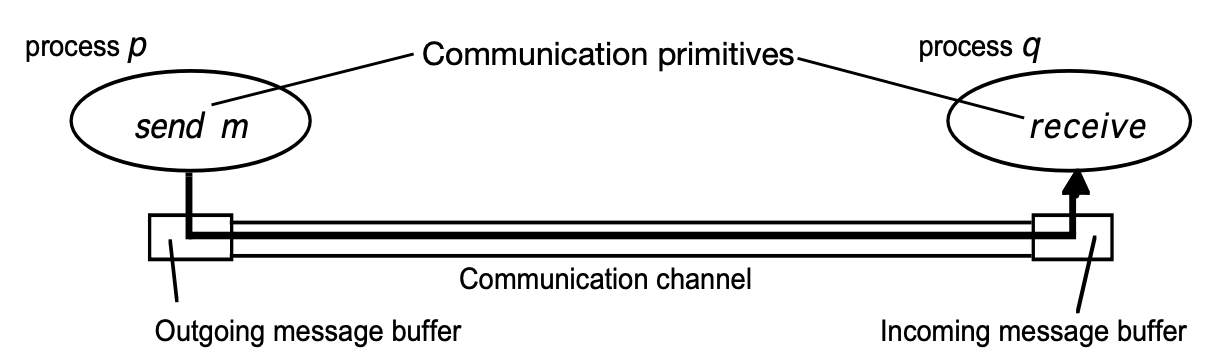 process p
Communication primitives
process q
send m
receive
Communication channel
Outgoing message buffer
Incoming message buffer